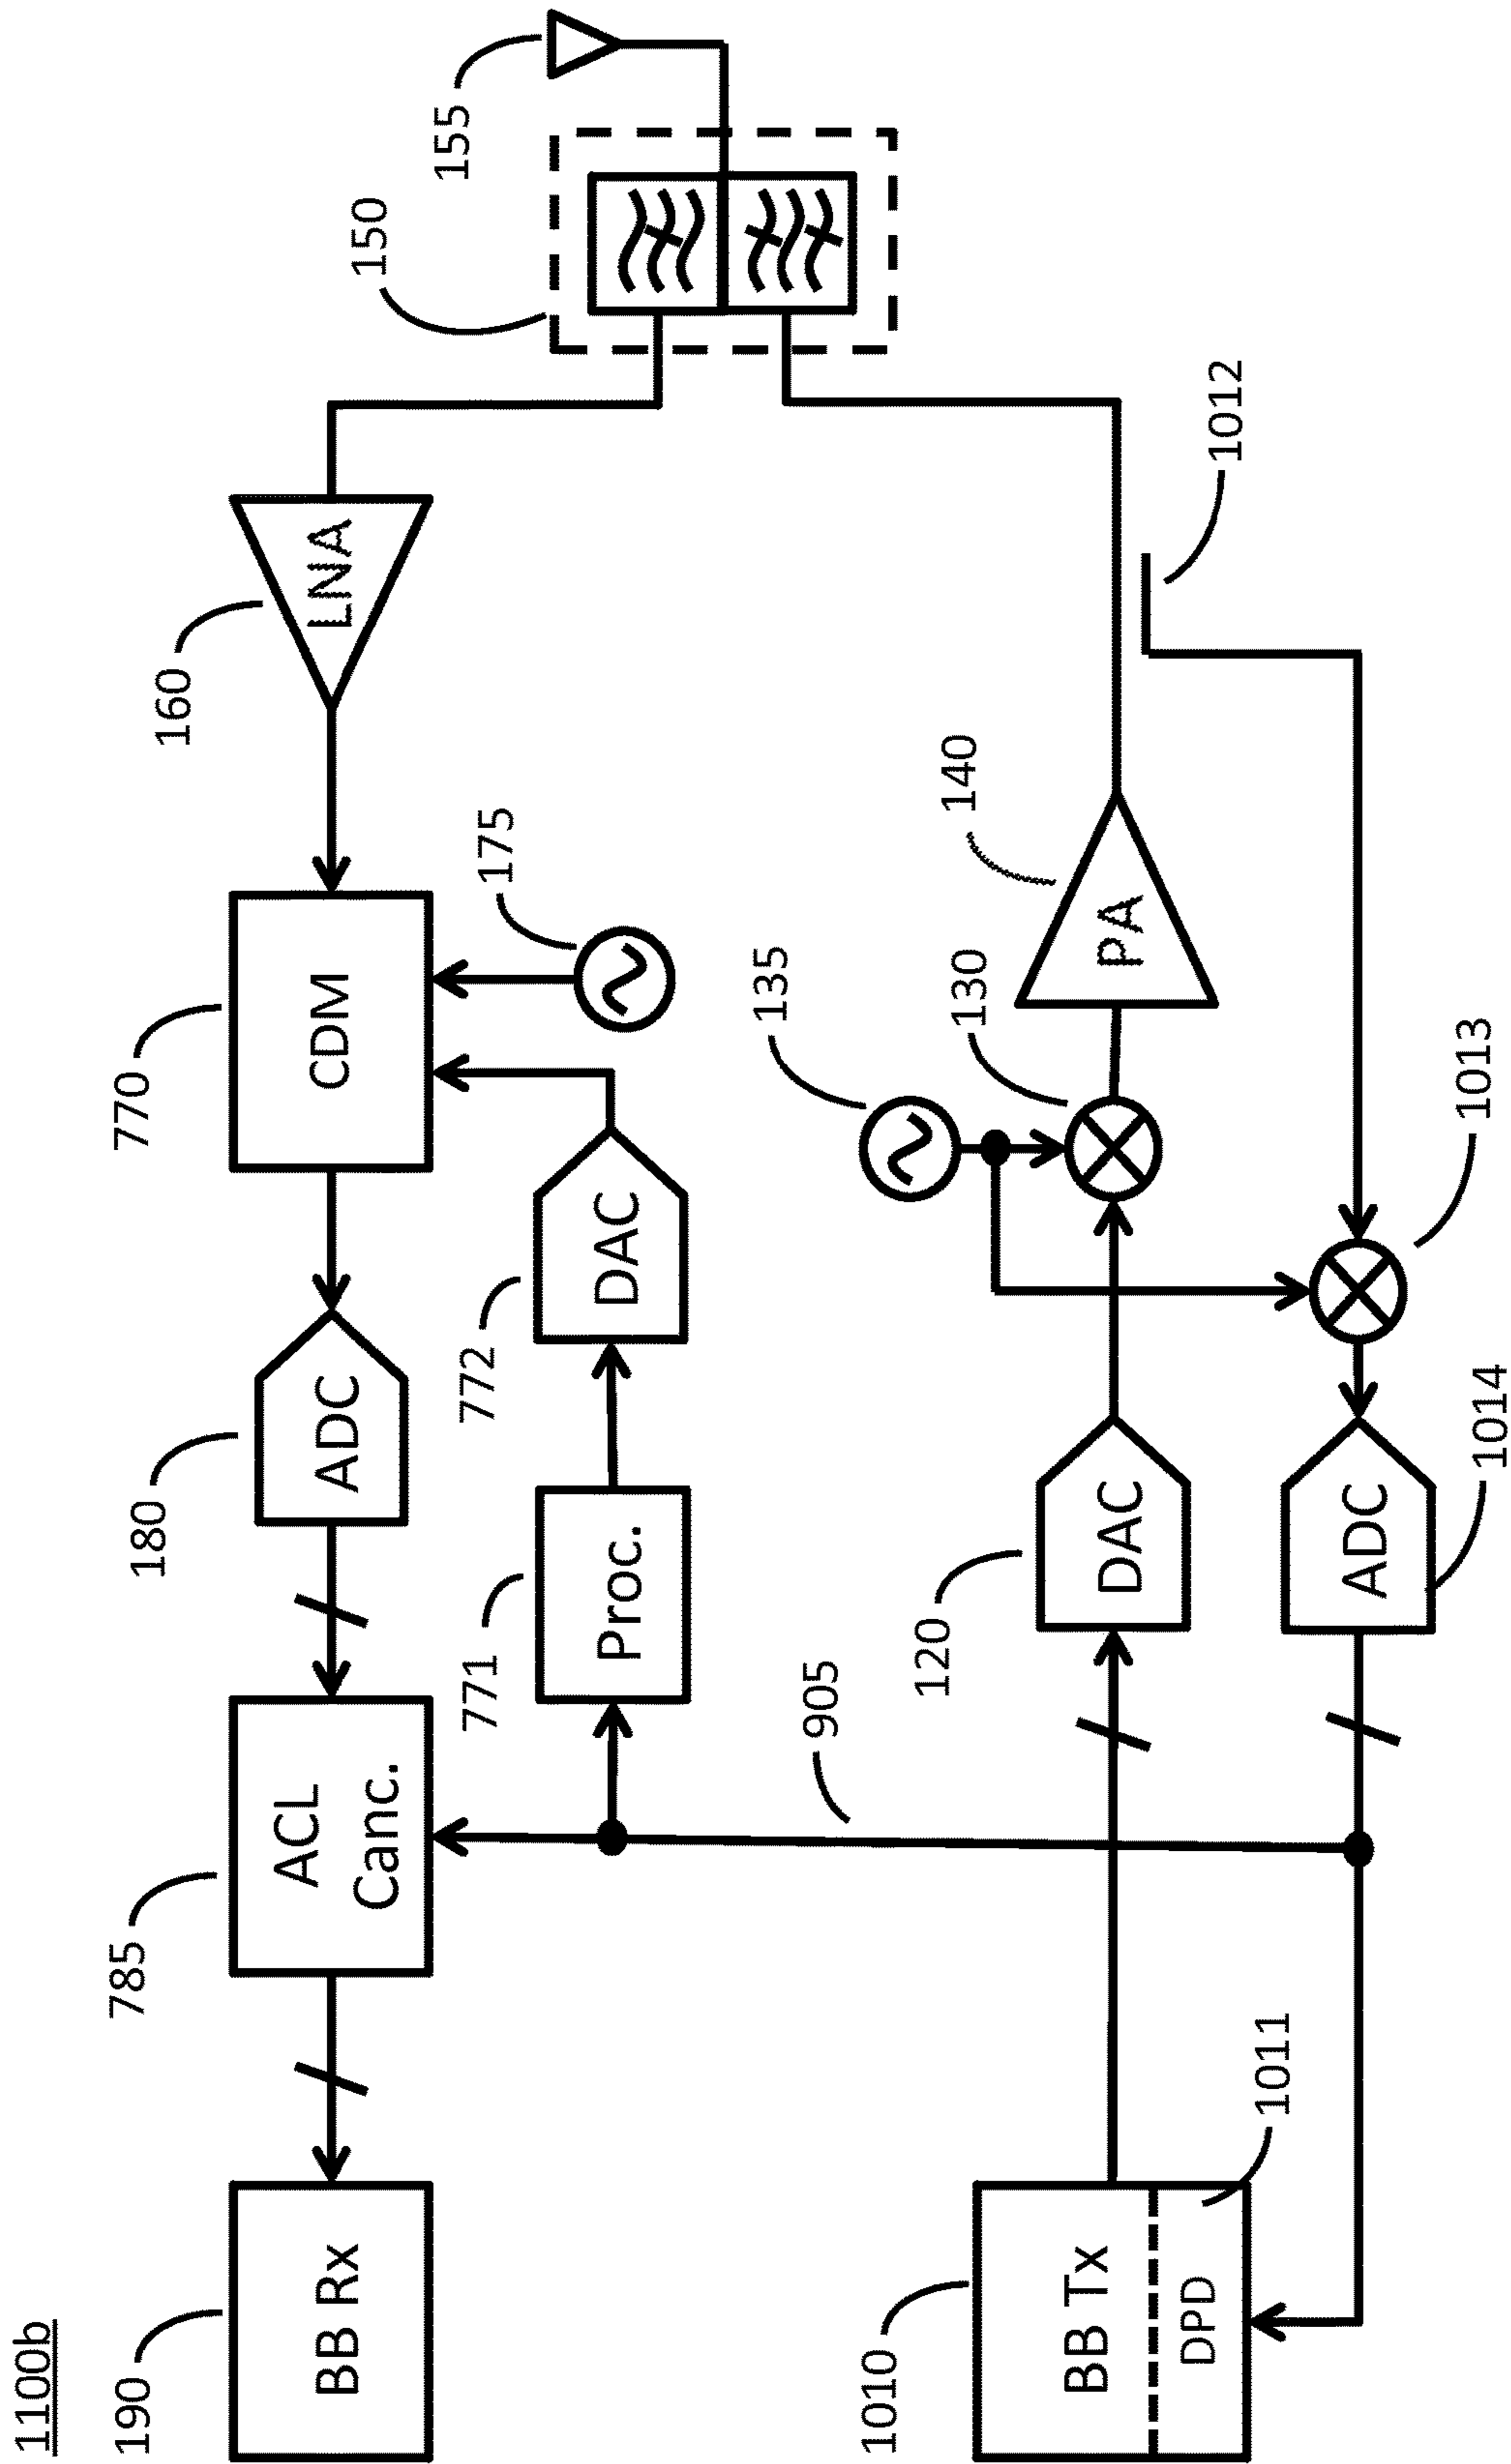 1100b
190
BB Rx
785
ACL
Canc.
180
ADC
770
CDM
160
LNA
150
155
771
Proc.
772
DAC
175
905
1010
BB Tx
DPD
1011
120
DAC
135
130
140
PA
1012
ADC
1014
1013